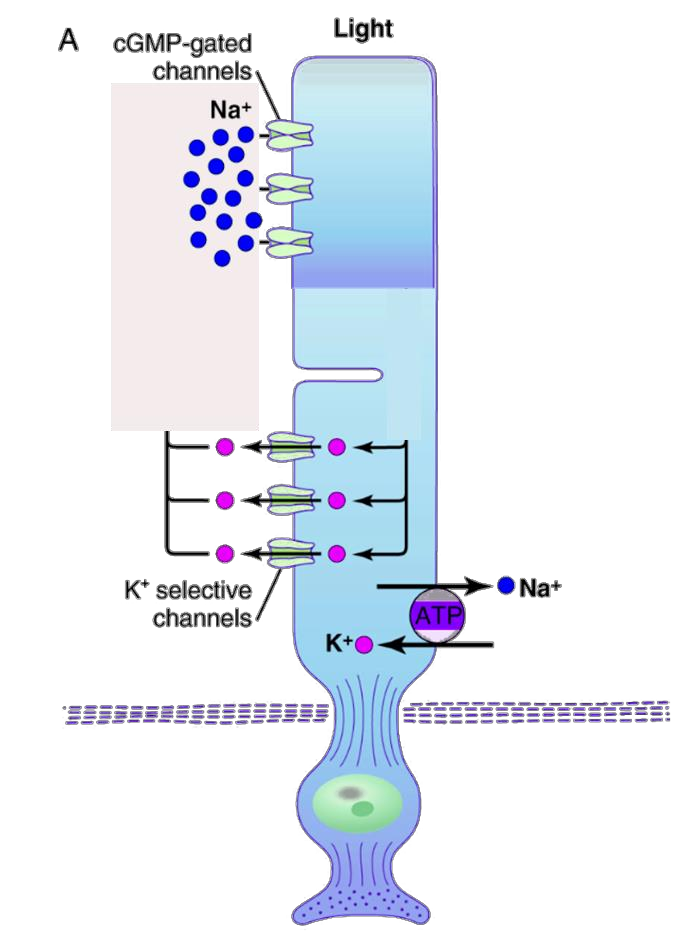 A
Light
cGMP-gated
channels
Na⁺
K⁺ selective
channels
Na⁺
ATP
K⁺